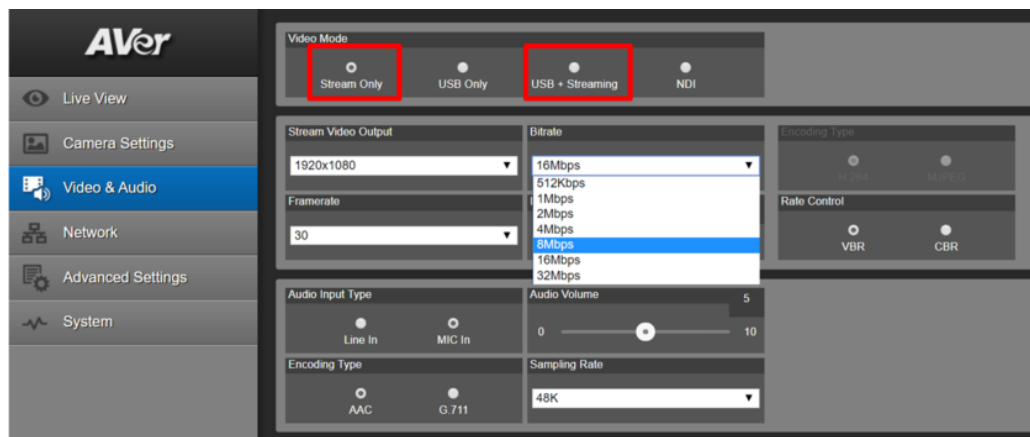 AVer
Live View
Camera Settings
Video & Audio
Network
Advanced Settings
System
Video Mode
Stream Only
USB Only
USB + Streaming
NDI
Stream Video Output
1920x1080
Bitrate
16Mbps
512Kbps
1Mbps
2Mbps
4Mbps
8Mbps
16Mbps
32Mbps
Encoding Type
H.264
MJPEG
Framerate
30
Rate Control
VBR
CBR
Audio Input Type
Line In
MIC In
Audio Volume
5
0
10
Encoding Type
AAC
G.711
Sampling Rate
48K